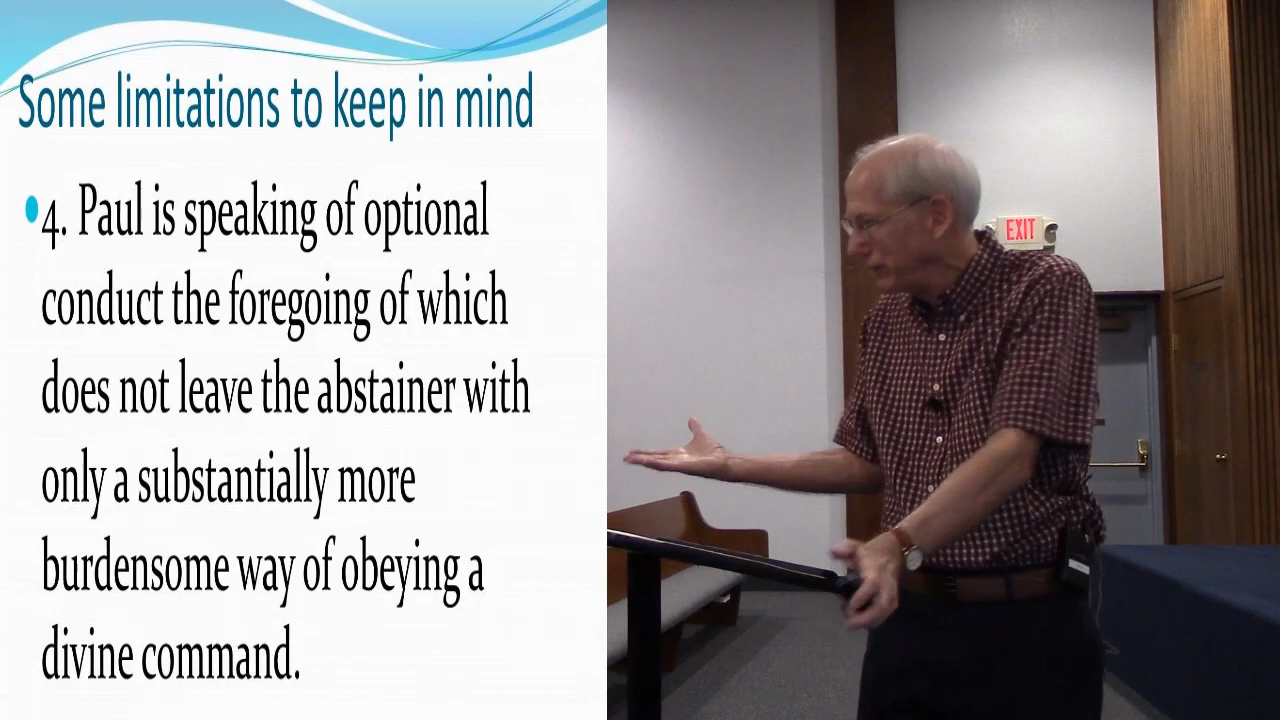 Some limitations to keep in mind
•4. Paul is speaking of optional
conduct the foregoing of which
does not leave the abstainer with
only a substantially more
burdensome way of obeying a
divine command.
EXIT